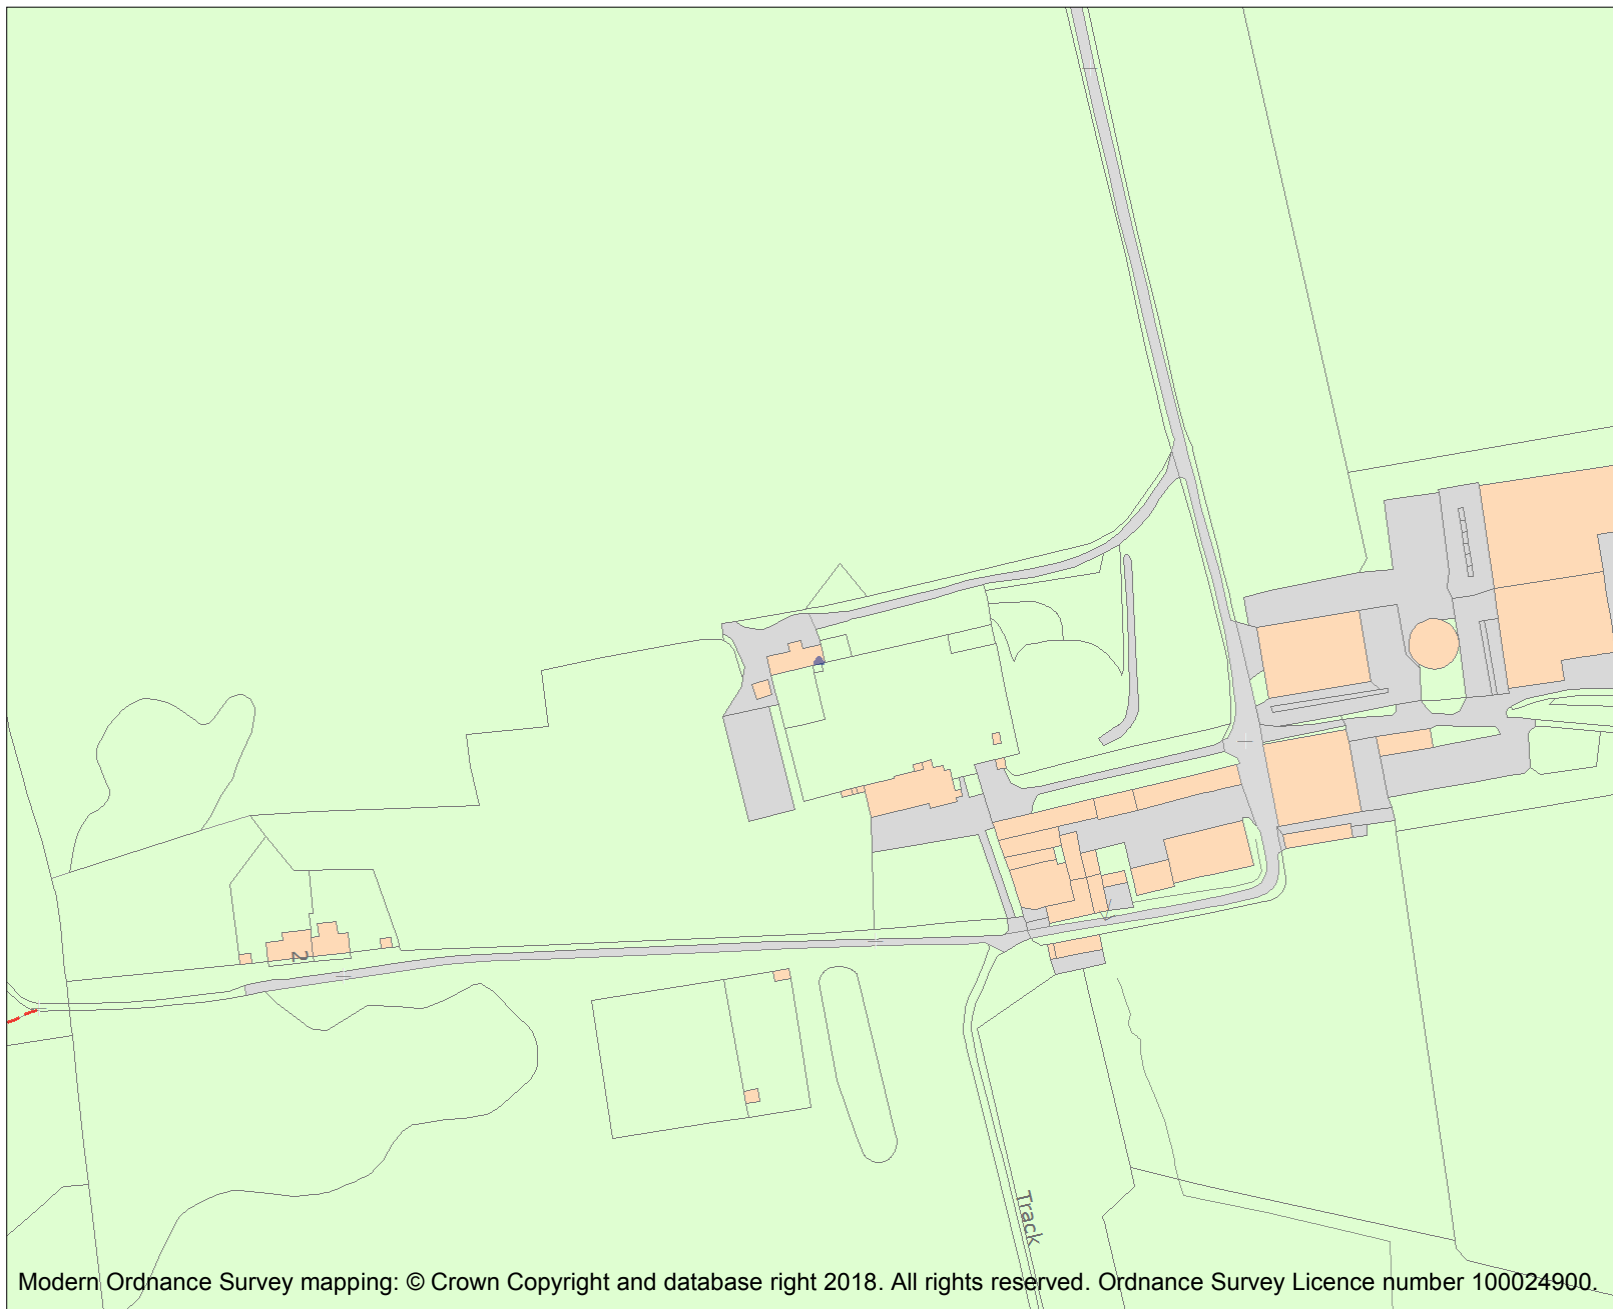 2
Track
Modern Ordnance Survey mapping: © Crown Copyright and database right 2018. All rights reserved. Ordnance Survey Licence number 100024900.